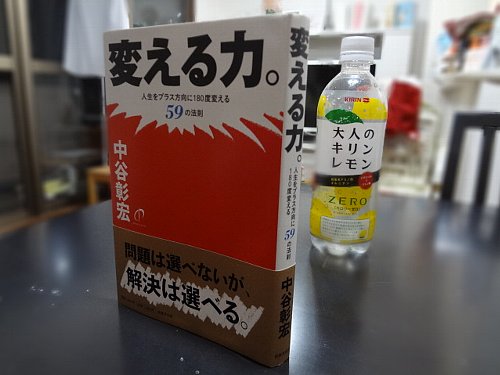 変える力。
人生をプラス方向に180度変える
59の法則
中谷彰宏
問題は選べないが、
解決は選べる。
変える力。
人生をプラス方向に
180度変える
59の法則
中谷彰宏
KIRIN
大人の
キリン
レモン
ZERO